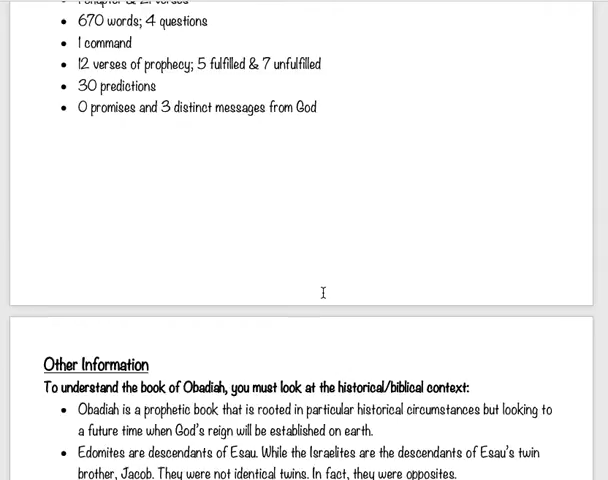 1 chapter & 21 verses
670 words; 4 questions
1 command
12 verses of prophecy; 5 fulfilled & 7 unfulfilled
30 predictions
0 promises and 3 distinct messages from God
Other Information
To understand the book of Obadiah, you must look at the historical/biblical context:
Obadiah is a prophetic book that is rooted in particular historical circumstances but looking to
a future time when God's reign will be established on earth.
Edomites are descendants of Esau. While the Israelites are the descendants of Esau's twin
brother, Jacob. They were not identical twins. In fact, they were opposites.